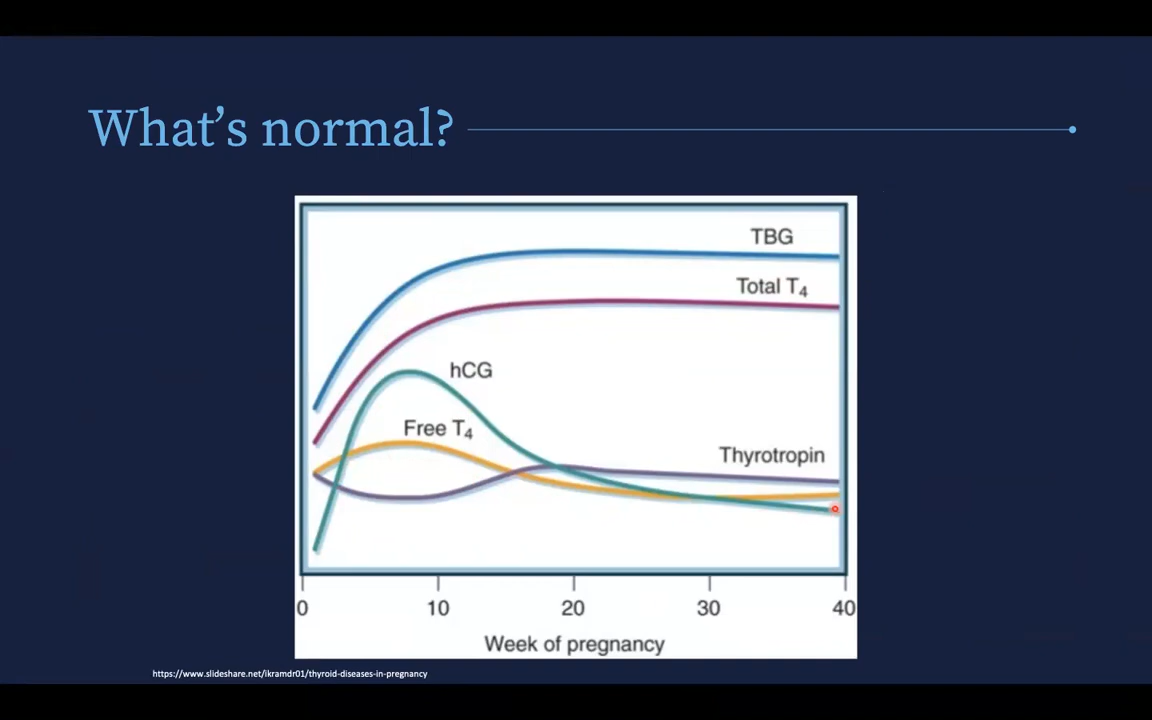 What's normal?
TBG
Total T4
hCG
Free T4
Thyrotropin
0 10 20 30 40
Week of pregnancy
https://www.slideshare.net/ikramdr01/thyroid-diseases-in-pregnancy